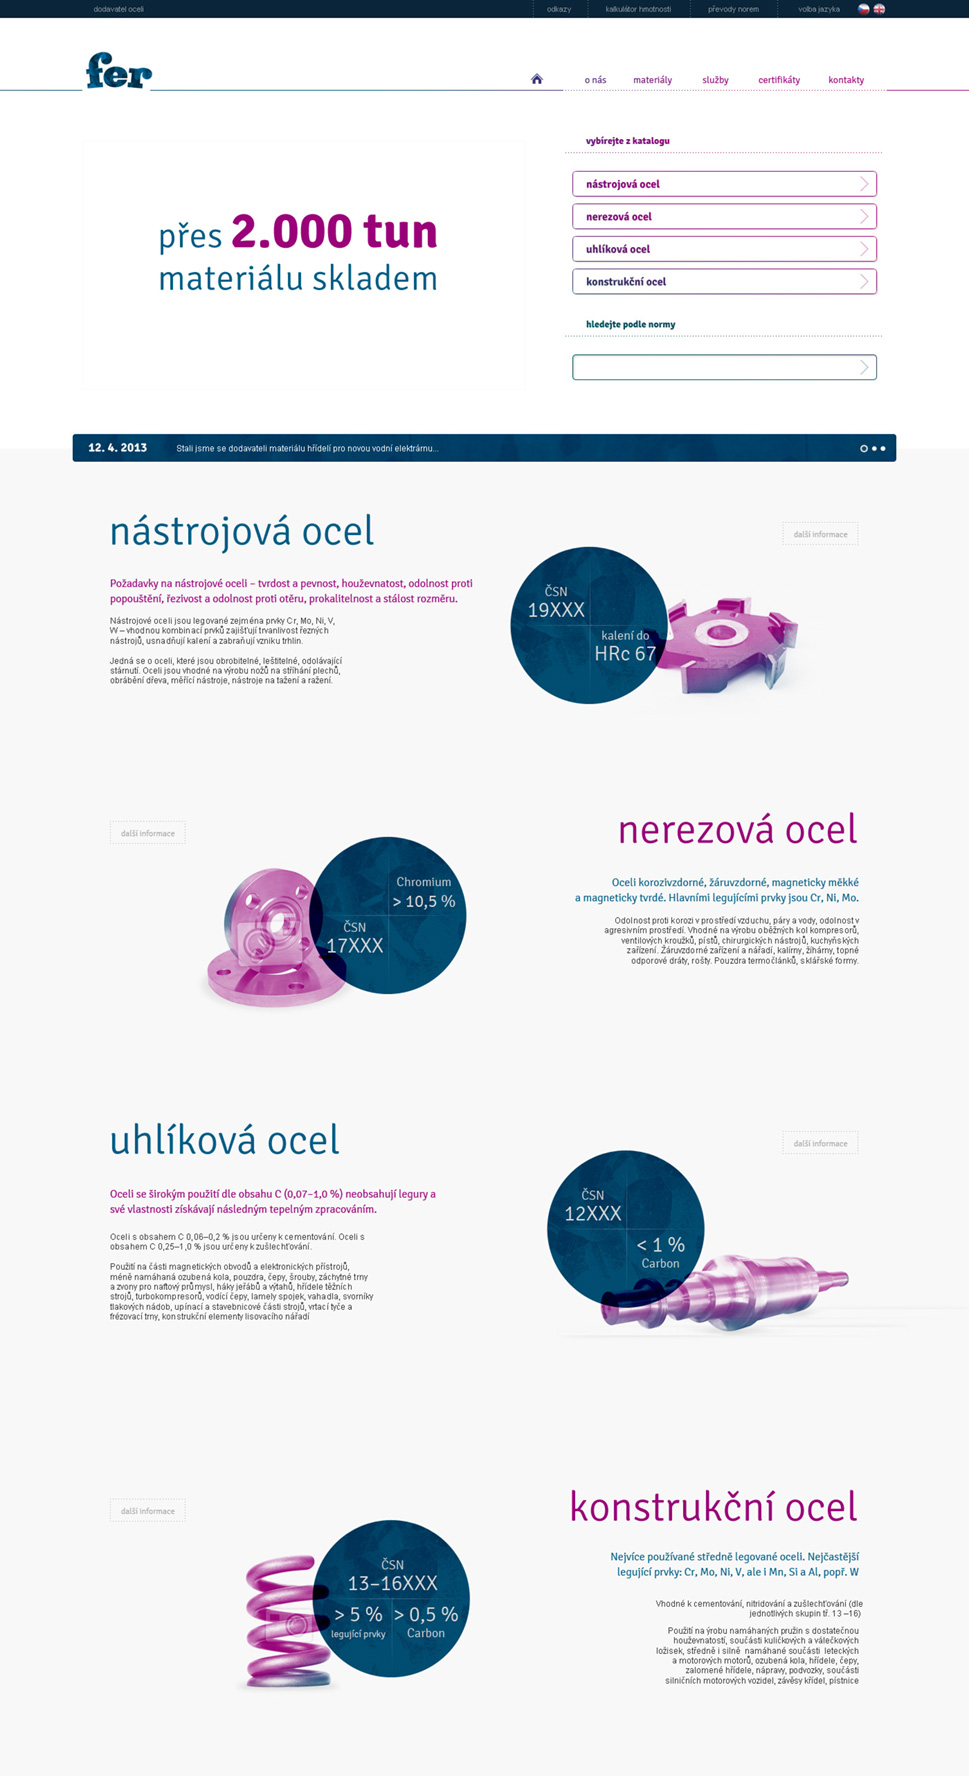 dodavatel oceli
odkazy
kalkulátor hmotnosti
převody norem
volba jazyka
fer
o nás
materiály
služby
certifikáty
kontakty
přes 2.000 tun
materiálu skladem
vybírejte z katalogu
nástrojová ocel
nerezová ocel
uhlíková ocel
konstrukční ocel
hledejte podle normy
12. 4. 2013
Stali jsme se dodavateli materiálu hřídelí pro novou vodní elektrárnu...
nástrojová ocel
další informace
Požadavky na nástrojové oceli – tvrdost a pevnost, houževnatost, odolnost proti
popouštění, řezivost a odolnost proti otěru, prokalitelnost a stálost rozměru.
Nástrojové oceli jsou legované zejména prvky Cr, Mo, Ni, V,
W – vhodnou kombinací prvků zajišťují trvanlivost řezných
nástrojů, usnadňují kalení a zabraňují vzniku trhlin.
Jedná se o oceli, které jsou obrobitelné, leštitelné, odolávající
stárnutí. Oceli jsou vhodné na výrobu nožů na stříhání plechů,
obrábění dřeva, měřící nástroje, nástroje na tažení a ražení.
ČSN
19XXX
kalení do
HRc 67
nerezová ocel
další informace
Chromium
> 10,5 %
ČSN
17XXX
Oceli korozivzdorné, žáruvzdorné, magneticky měkké
a magneticky tvrdé. Hlavními legujícími prvky jsou Cr, Ni, Mo.
Odolnost proti korozi v prostředí vzduchu, páry a vody, odolnost v
agresivním prostředí. Vhodné na výrobu oběžných kol kompresorů,
ventilových kroužků, pístů, chirurgických nástrojů, kuchyňských
zařízení. Žáruvzdorné zařízení a nářadí, kalírny, žíhárny, topné
odporové dráty, rošty. Pouzdra termočlánků, sklářské formy.
uhlíková ocel
další informace
Oceli se širokým použití dle obsahu C (0,07–1,0 %) neobsahují legury a
své vlastnosti získávají následným tepelným zpracováním.
Oceli s obsahem C 0,06–0,2 % jsou určeny k cementování. Oceli s
obsahem C 0,25–1,0 % jsou určeny k zušlechťování.
Použití na části magnetických obvodů a elektronických přístrojů,
méně namáhaná ozubená kola, pouzdra, čepy, šrouby, záchytné trny
a zvony pro naftový průmysl, háky jeřábů a výtahů, hřídele těžních
strojů, turbokompresorů, vodící čepy, lamely spojek, vahadla, svorníky
tlakových nádob, upínací a stavebnicové části strojů, vrtací tyče a
frézovací trny, konstrukční elementy lisovacího nářadí
ČSN
12XXX
< 1 %
Carbon
konstrukční ocel
další informace
Nejvíce používané středně legované oceli. Nejčastější
legující prvky: Cr, Mo, Ni, V, ale i Mn, Si a Al, popř. W
Vhodné k cementování, nitridování a zušlechťování (dle
jednotlivých skupin tř. 13 –16)
Použití na výrobu namáhaných pružin s dostatečnou
houževnatostí, součásti kuličkových a válečkových
ložisek, středně i silně namáhané součásti leteckých
a motorových motorů, ozubená kola, hřídele, čepy,
zalomené hřídele, nápravy, podvozky, součásti
silničních motorových vozidel, závěsy křídel, pístnice
ČSN
13–16XXX
> 5 %
legující prvky
> 0,5 %
Carbon